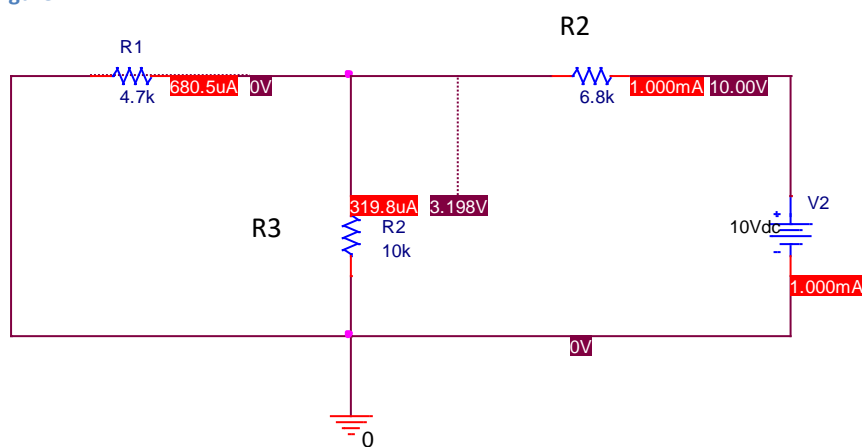 R2
R1
680.5uA 0V
4.7k
6.8k
1.000mA 10.00V
319.8uA 3.198V
R3
R2
10k
V2
10Vdc
1.000mA
0V
0